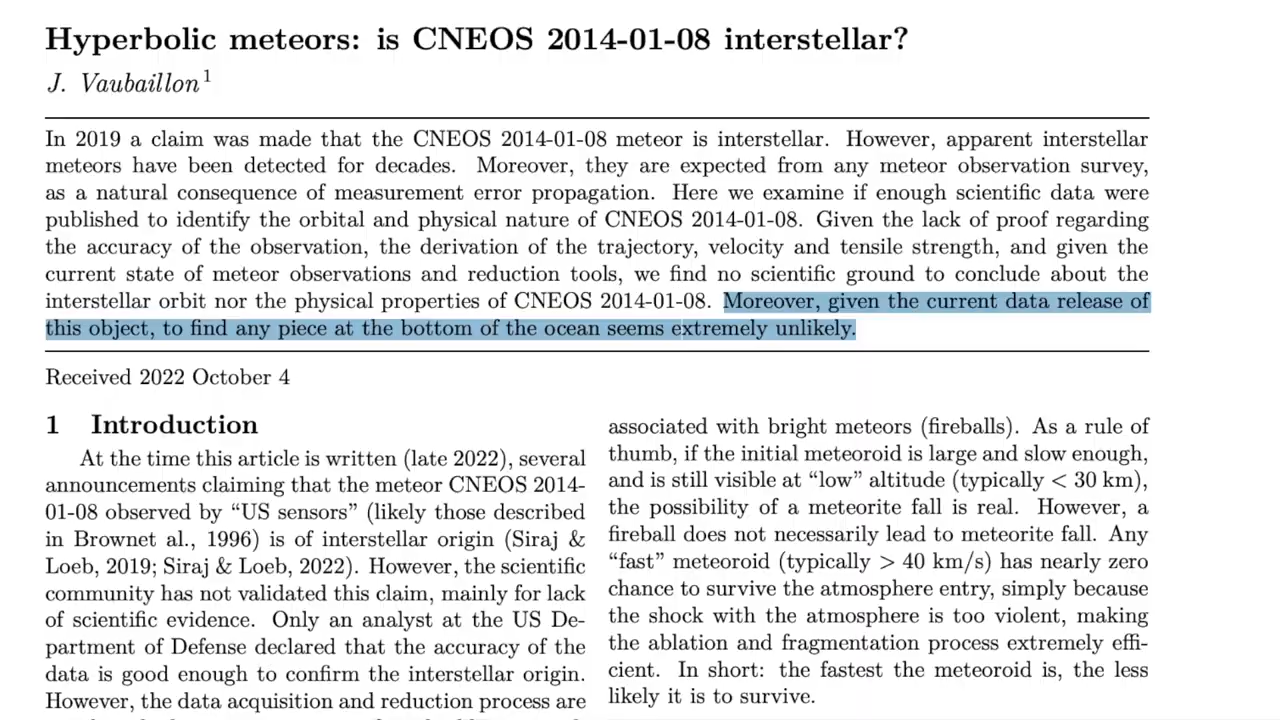 Hyperbolic meteors: is CNEOS 2014-01-08 interstellar?
J. Vaubaillon 1
In 2019 a claim was made that the CNEOS 2014-01-08 meteor is interstellar. However, apparent interstellar
meteors have been detected for decades. Moreover, they are expected from any meteor observation survey,
as a natural consequence of measurement error propagation. Here we examine if enough scientific data were
published to identify the orbital and physical nature of CNEOS 2014-01-08. Given the lack of proof regarding
the accuracy of the observation, the derivation of the trajectory, velocity and tensile strength, and given the
current state of meteor observations and reduction tools, we find no scientific ground to conclude about the
interstellar orbit nor the physical properties of CNEOS 2014-01-08. Moreover, given the current data release of
this object, to find any piece at the bottom of the ocean seems extremely unlikely.
Received 2022 October 4
1 Introduction
At the time this article is written (late 2022), several
announcements claiming that the meteor CNEOS 2014-
01-08 observed by “US sensors” (likely those described
in Brownet al., 1996) is of interstellar origin (Siraj &
Loeb, 2019; Siraj & Loeb, 2022). However, the scientific
community has not validated this claim, mainly for lack
of scientific evidence. Only an analyst at the US De-
partment of Defense declared that the accuracy of the
data is good enough to confirm the interstellar origin.
However, the data acquisition and reduction process are
associated with bright meteors (fireballs). As a rule of
thumb, if the initial meteoroid is large and slow enough,
and is still visible at “low” altitude (typically < 30 km),
the possibility of a meteorite fall is real. However, a
fireball does not necessarily lead to meteorite fall. Any
“fast” meteoroid (typically > 40 km/s) has nearly zero
chance to survive the atmosphere entry, simply because
the shock with the atmosphere is too violent, making
the ablation and fragmentation process extremely effi-
cient. In short: the fastest the meteoroid is, the less
likely it is to survive.